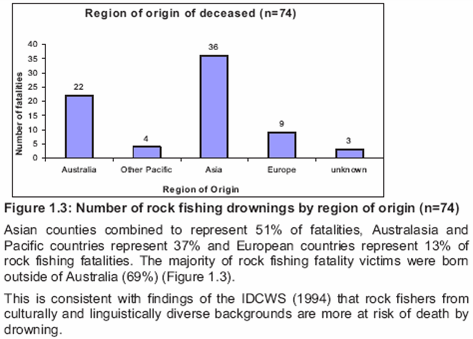 Region of origin of deceased (n=74)
Number of fatalities
40
35
30
25
20
15
10
5
0
22
4
36
9
3
Australia Other Pacific Asia Europe unknown
Region of Origin
Figure 1.3: Number of rock fishing drownings by region of origin (n=74)
Asian counties combined to represent 51% of fatalities, Australasia and
Pacific countries represent 37% and European countries represent 13% of
rock fishing fatalities. The majority of rock fishing fatality victims were born
outside of Australia (69%) (Figure 1.3).
This is consistent with findings of the IDCWS (1994) that rock fishers from
culturally and linguistically diverse backgrounds are more at risk of death by
drowning.